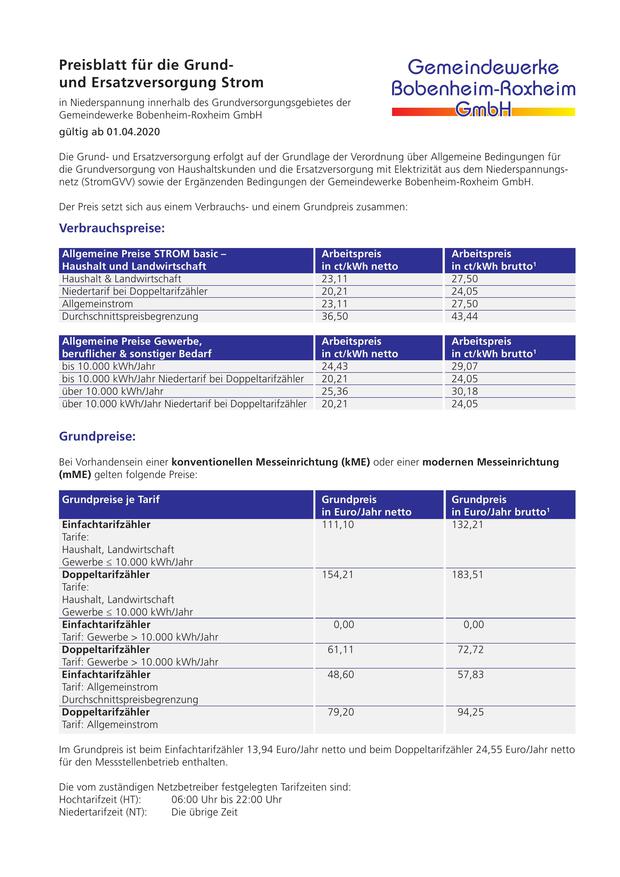 Preisblatt für die Grund-
und Ersatzversorgung Strom
in Niederspannung innerhalb des Grundversorgungsgebietes der
Gemeindewerke Bobenheim-Roxheim GmbH
gültig ab 01.04.2020
Gemeindewerke
Bobenheim-Roxheim
GmbH
Die Grund- und Ersatzversorgung erfolgt auf der Grundlage der Verordnung über Allgemeine Bedingungen für
die Grundversorgung von Haushaltskunden und die Ersatzversorgung mit Elektrizität aus dem Niederspannungs-
netz (StromGVV) sowie der Ergänzenden Bedingungen der Gemeindewerke Bobenheim-Roxheim GmbH.
Der Preis setzt sich aus einem Verbrauchs- und einem Grundpreis zusammen:
Verbrauchspreise:
Allgemeine Preise STROM basic – Arbeitspreis Arbeitspreis
Haushalt und Landwirtschaft in ct/kWh netto in ct/kWh brutto¹
Haushalt & Landwirtschaft 23,11 27,50
Niedertarif bei Doppeltarifzähler 20,21 24,05
Allgemeinstrom 23,11 27,50
Durchschnittspreisbegrenzung 36,50 43,44
Allgemeine Preise Gewerbe, Arbeitspreis Arbeitspreis
beruflicher & sonstiger Bedarf in ct/kWh netto in ct/kWh brutto¹
bis 10.000 kWh/Jahr 24,43 29,07
bis 10.000 kWh/Jahr Niedertarif bei Doppeltarifzähler 20,21 24,05
über 10.000 kWh/Jahr 25,36 30,18
über 10.000 kWh/Jahr Niedertarif bei Doppeltarifzähler 20,21 24,05
Grundpreise:
Bei Vorhandensein einer konventionellen Messeinrichtung (kME) oder einer modernen Messeinrichtung
(mME) gelten folgende Preise:
Grundpreise je Tarif Grundpreis Grundpreis
in Euro/Jahr netto in Euro/Jahr brutto¹
Einfachtarifzähler 111,10 132,21
Tarife:
Haushalt, Landwirtschaft
Gewerbe ≤ 10.000 kWh/Jahr
Doppeltarifzähler 154,21 183,51
Tarife:
Haushalt, Landwirtschaft
Gewerbe ≤ 10.000 kWh/Jahr
Einfachtarifzähler 0,00 0,00
Tarif: Gewerbe > 10.000 kWh/Jahr
Doppeltarifzähler 61,11 72,72
Tarif: Gewerbe > 10.000 kWh/Jahr
Einfachtarifzähler 48,60 57,83
Tarif: Allgemeinstrom
Durchschnittspreisbegrenzung
Doppeltarifzähler 79,20 94,25
Tarif: Allgemeinstrom
Im Grundpreis ist beim Einfachtarifzähler 13,94 Euro/Jahr netto und beim Doppeltarifzähler 24,55 Euro/Jahr netto
für den Messstellenbetrieb enthalten.
Die vom zuständigen Netzbetreiber festgelegten Tarifzeiten sind:
Hochtarifzeit (HT): 06:00 Uhr bis 22:00 Uhr
Niedertarifzeit (NT): Die übrige Zeit